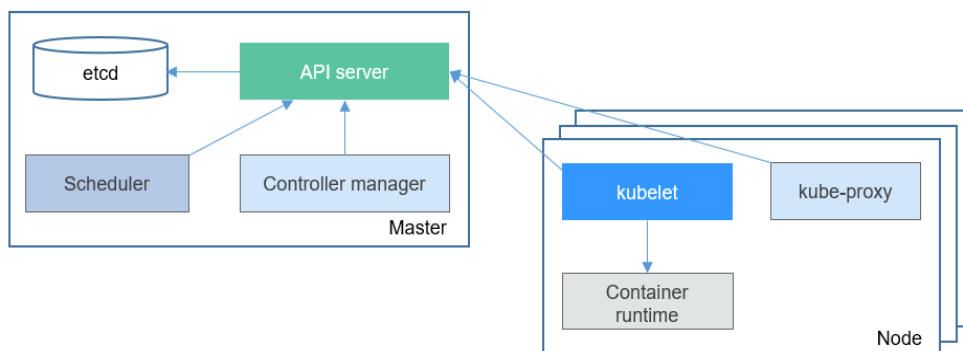 etcd
API server
Scheduler
Controller manager
Master
kubelet
kube-proxy
Container
runtime
Node